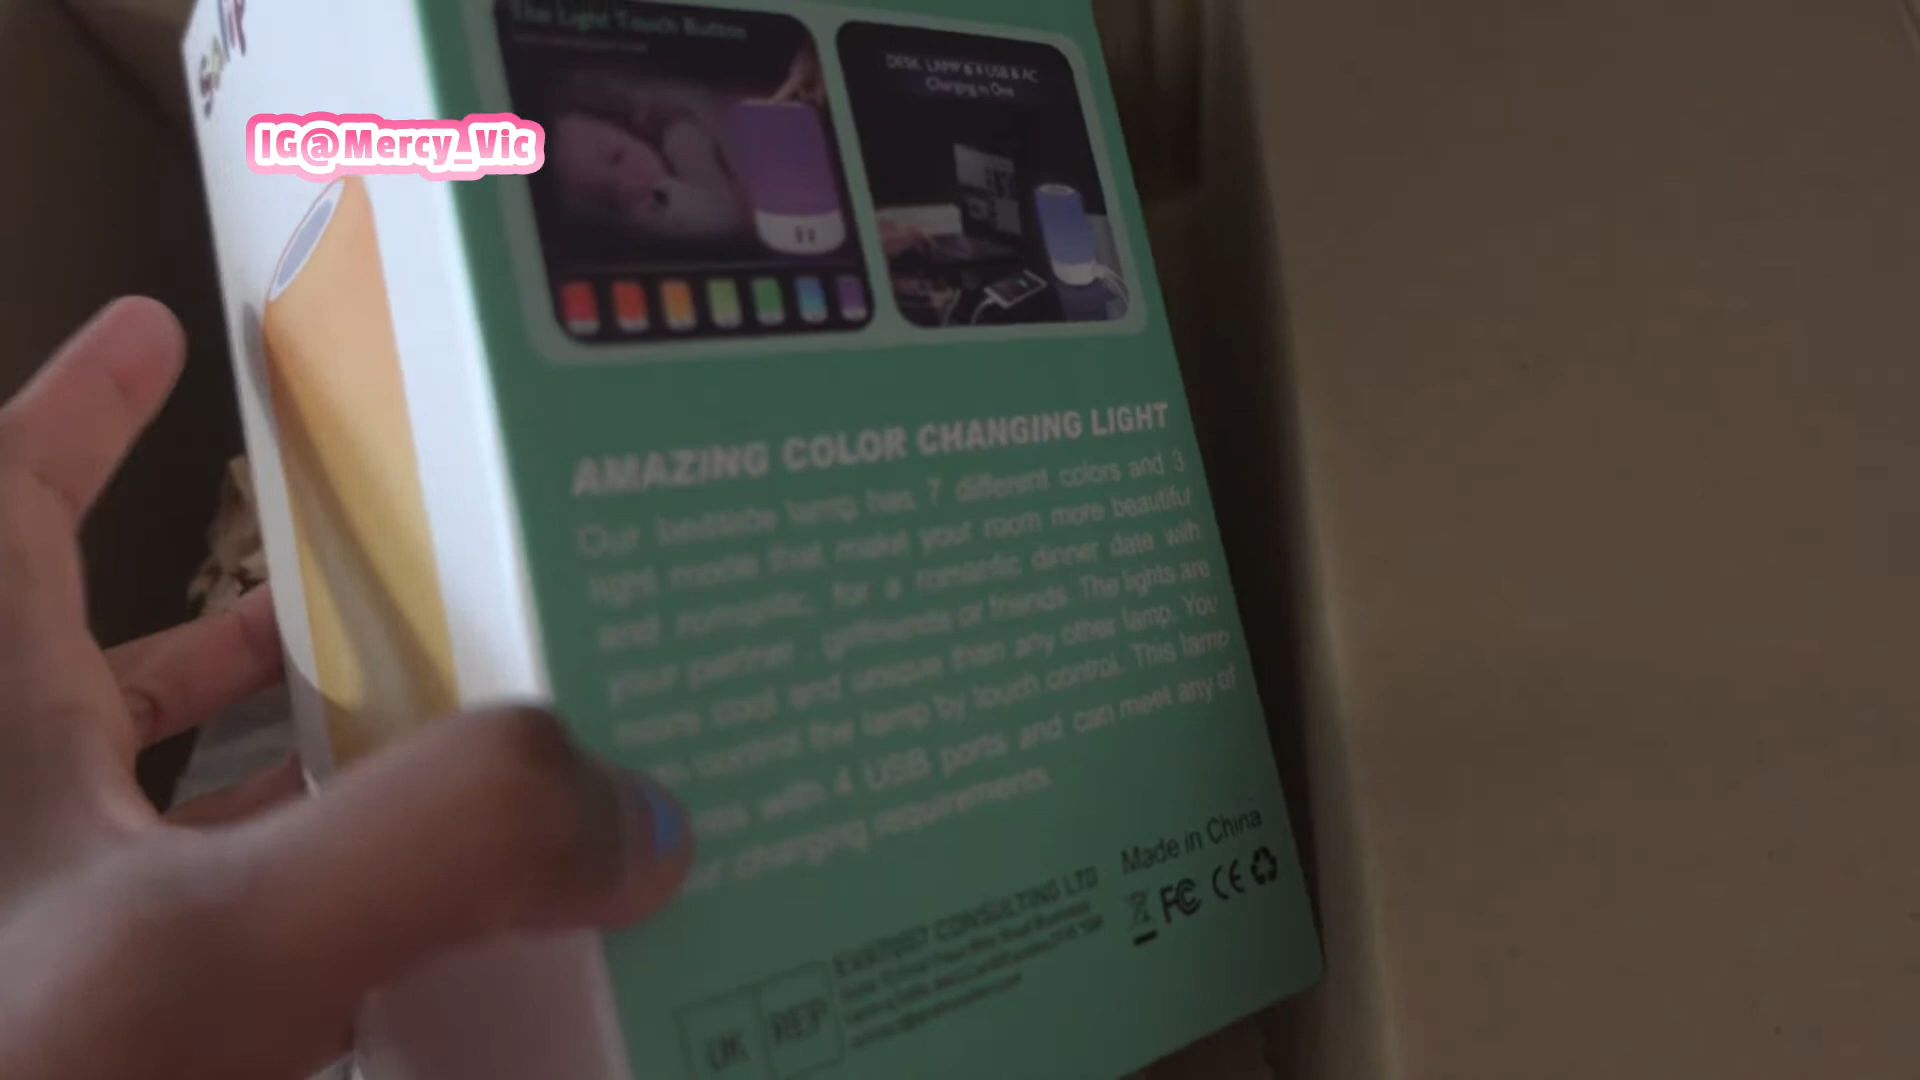 IG@Mercy_Vic
The Light Touch Button
DESK LAMP & 4 USB & AC
Charging in One
AMAZING COLOR CHANGING LIGHT
Our bedside lamp has 7 different colors and 3
light mode that make your room more beautiful
and romantic, for a romantic dinner date with
your partner , girlfriends or friends. The lights are
more cool and unique than any other lamp. You
control the lamp by touch control. This lamp
with 4 USB ports and can meet any of
charging requirements.
Made in China
FC CE
EVATOST CONSULTING LTD
UK REP